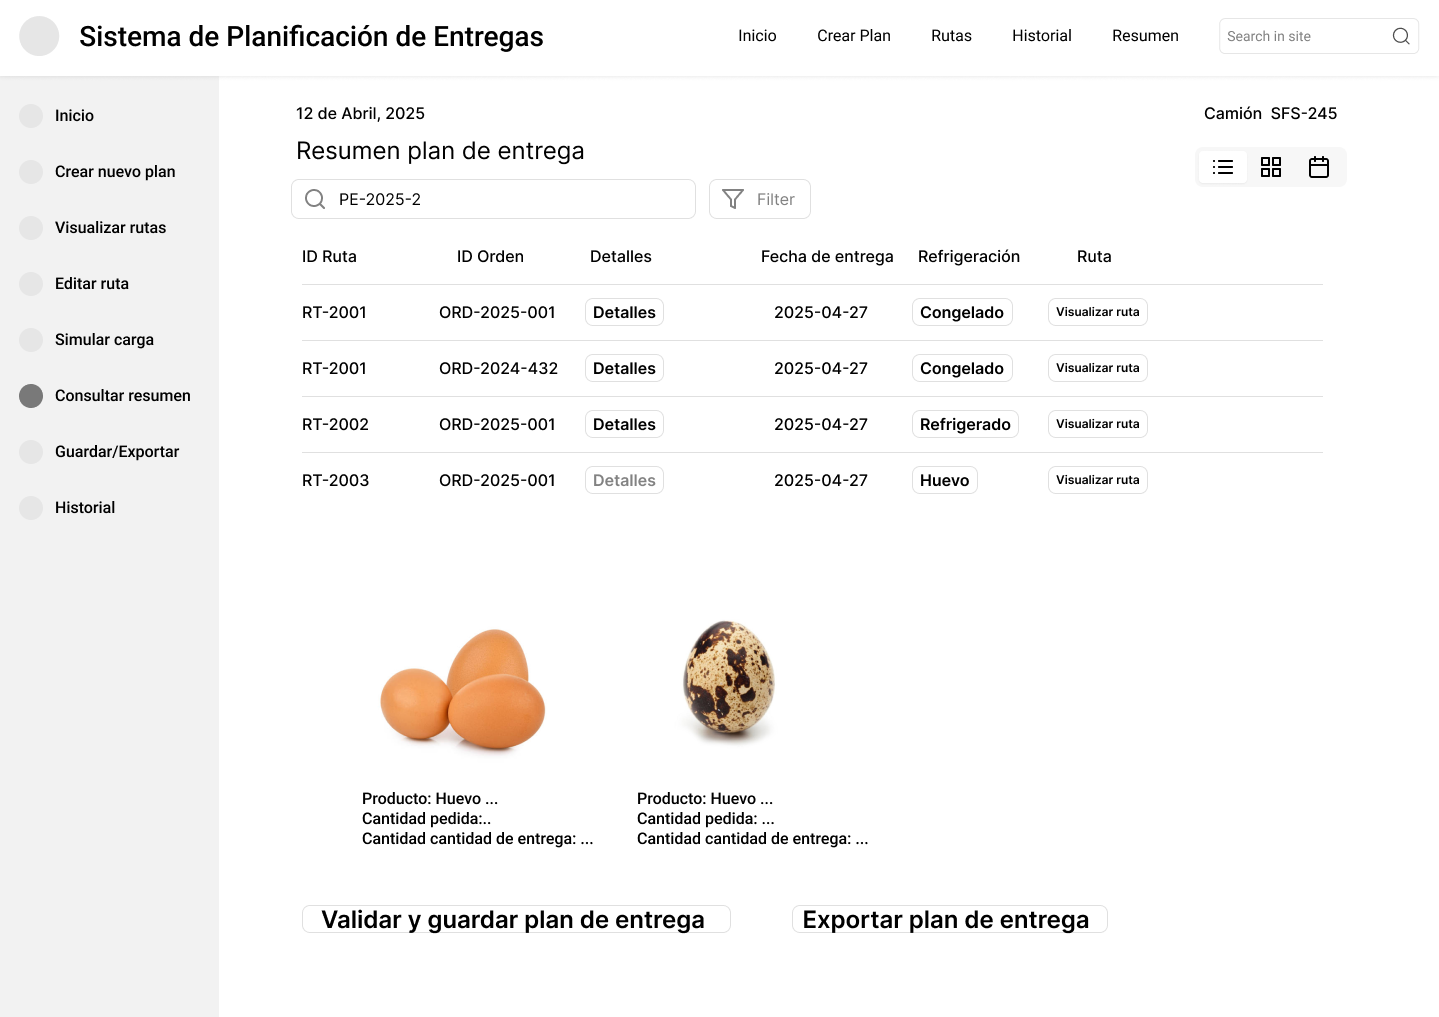 Sistema de Planificación de Entregas
Inicio Crear Plan Rutas Historial Resumen Search in site
Inicio
Crear nuevo plan
Visualizar rutas
Editar ruta
Simular carga
Consultar resumen
Guardar/Exportar
Historial
12 de Abril, 2025 Camión SFS-245
Resumen plan de entrega
PE-2025-2 Filter
ID Ruta ID Orden Detalles Fecha de entrega Refrigeración Ruta
RT-2001 ORD-2025-001 Detalles 2025-04-27 Congelado Visualizar ruta
RT-2001 ORD-2024-432 Detalles 2025-04-27 Congelado Visualizar ruta
RT-2002 ORD-2025-001 Detalles 2025-04-27 Refrigerado Visualizar ruta
RT-2003 ORD-2025-001 Detalles 2025-04-27 Huevo Visualizar ruta
Producto: Huevo ...
Cantidad pedida:..
Cantidad cantidad de entrega: ...
Producto: Huevo ...
Cantidad pedida: ...
Cantidad cantidad de entrega: ...
Validar y guardar plan de entrega Exportar plan de entrega